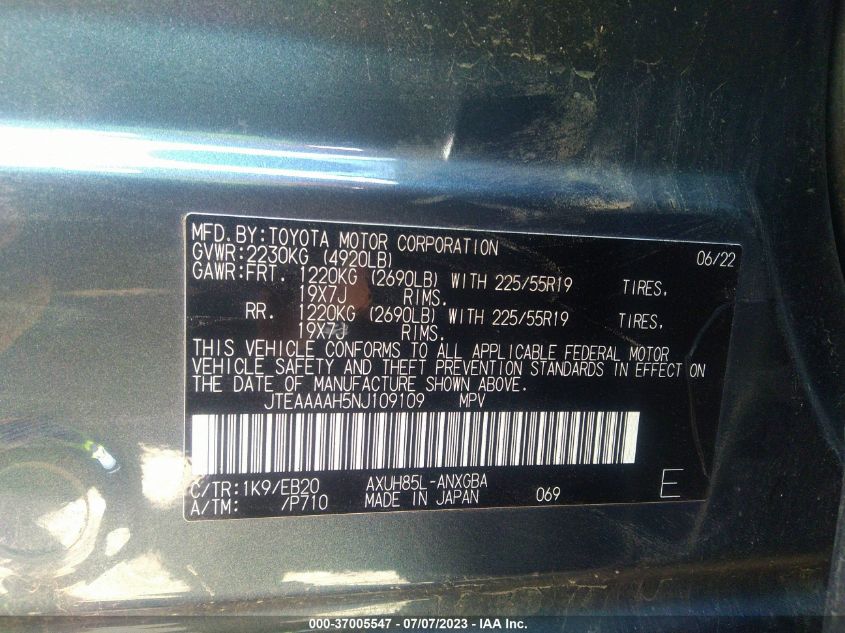 MFD.BY:TOYOTA MOTOR CORPORATION 06/22
GVWR:2230KG (4920LB)
GAWR:FRT. 1220KG (2690LB) WITH 225/55R19 TIRES,
19X7J RIMS.
RR. 1220KG (2690LB) WITH 225/55R19 TIRES,
19X7J RIMS.
THIS VEHICLE CONFORMS TO ALL APPLICABLE FEDERAL MOTOR
VEHICLE SAFETY AND THEFT PREVENTION STANDARDS IN EFFECT ON
THE DATE OF MANUFACTURE SHOWN ABOVE.
JTEAAAAH5NJ109109 MPV
C/TR:1K9/EB20 AXUH85L-ANXGBA
A/TM: /P710 MADE IN JAPAN 069 E
000-37005547 / 07/07/2023 - IAA Inc.